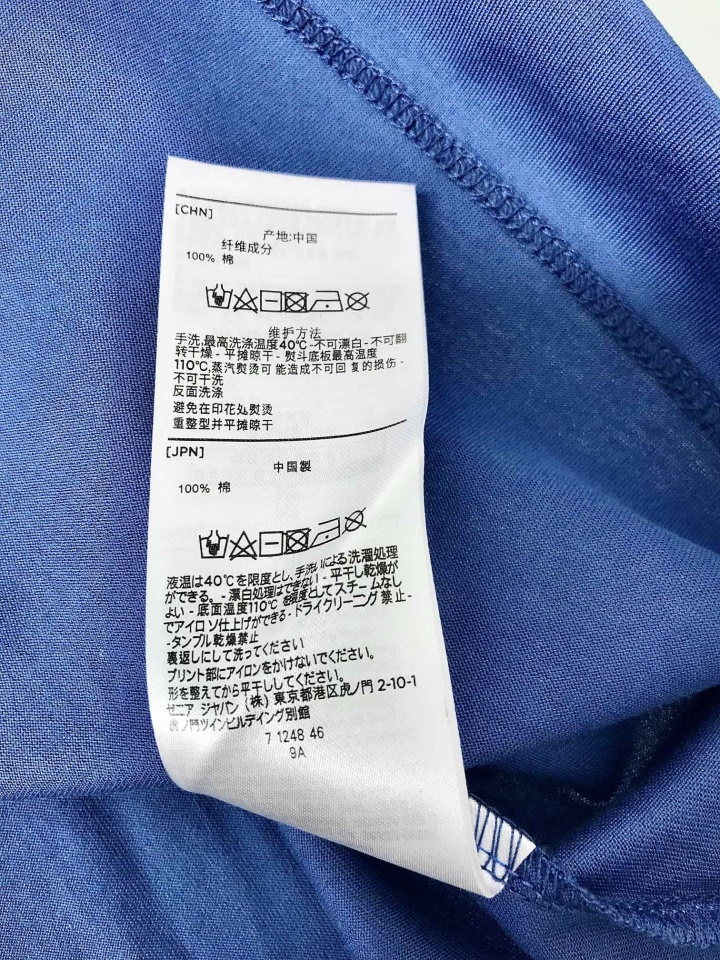 [CHN]
产地:中国
纤维成分
100% 棉
维护方法
手洗,最高洗涤温度40℃-不可漂白-不可翻
转干燥 - 平摊晾干 - 熨斗底板最高温度
110℃,蒸汽熨烫可能造成不可回复的损伤 -
不可干洗
反面洗涤
避免在印花处熨烫
重整型并平摊晾干
[JPN]
中国製
100% 棉
液温は40℃を限度とし、手洗いによる洗濯処理
ができる。- 漂白処理はできない - 平干し乾燥が
よい - 底面温度110℃を限度としてスチームなし
でアイロン仕上げができる - ドライクリーニング禁止 -
-タンブル乾燥禁止
裏返しにして洗ってください
プリント部にアイロンをかけないでください。
形を整えてから平干ししてください。
ゼニア ジャパン (株) 東京都港区虎ノ門 2-10-1
虎ノ門ツインビルディング別館
7 1248 46
9A